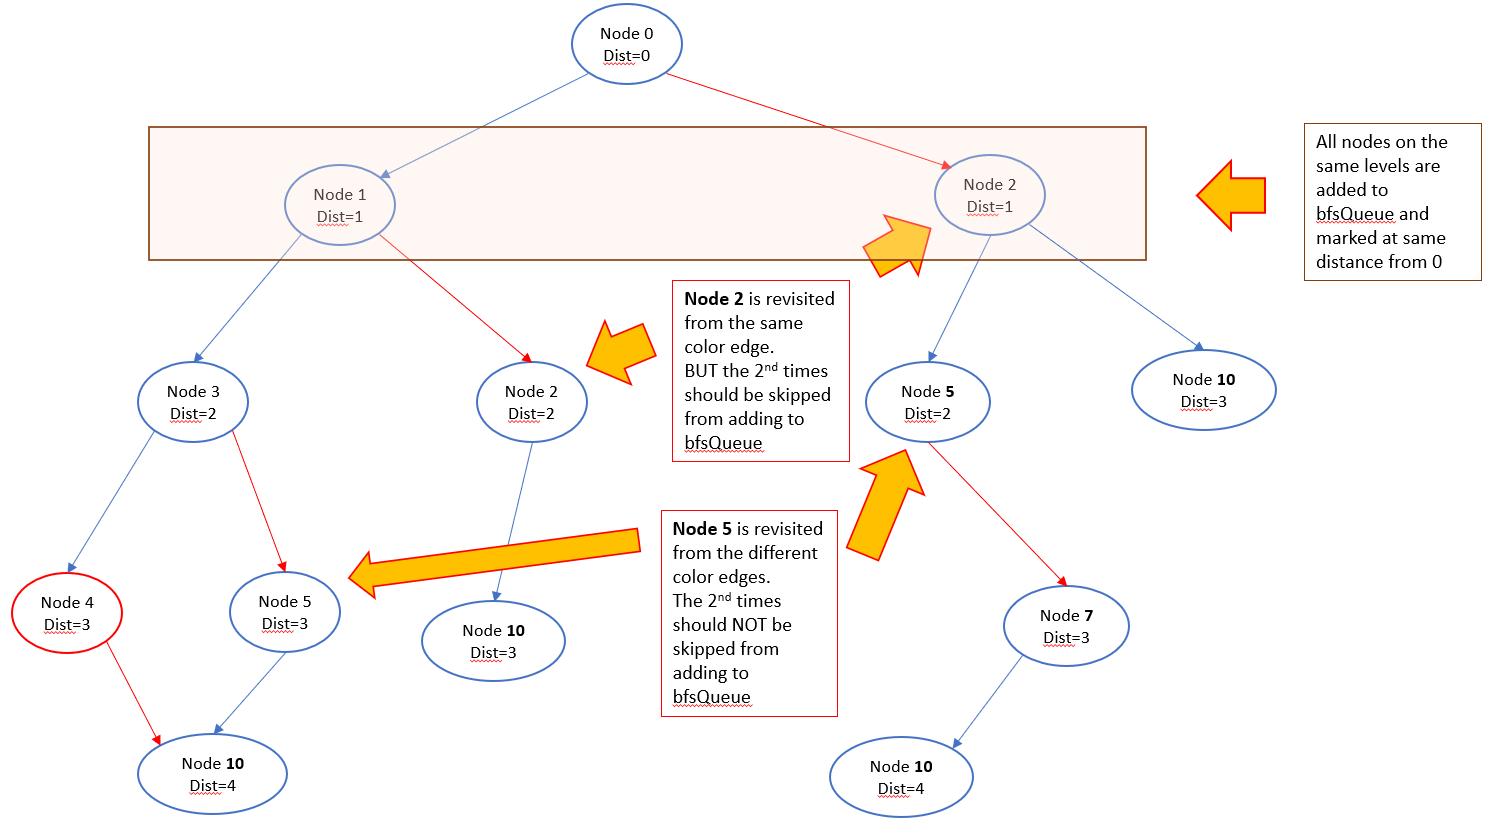 Node 0
Dist=0
All nodes on the
same levels are
added to
bfsQueue and
marked at same
distance from 0
Node 1
Dist=1
Node 2
Dist=1
Node 2 is revisited
from the same
color edge.
BUT the 2nd times
should be skipped
from adding to
bfsQueue
Node 3
Dist=2
Node 2
Dist=2
Node 5
Dist=2
Node 10
Dist=3
Node 5 is revisited
from the different
color edges.
The 2nd times
should NOT be
skipped from
adding to
bfsQueue
Node 4
Dist=3
Node 5
Dist=3
Node 10
Dist=3
Node 7
Dist=3
Node 10
Dist=4
Node 10
Dist=4